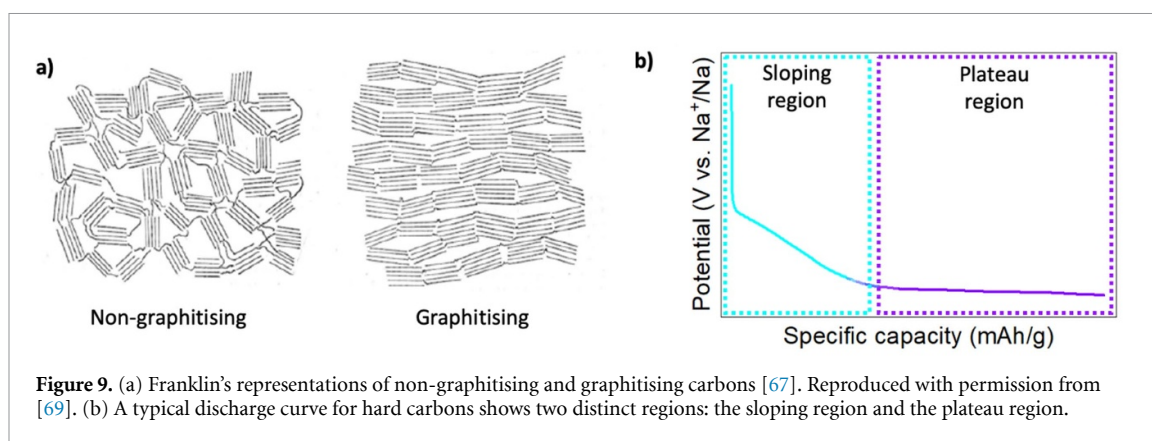 a)
Non-graphitising
Graphitising
b)
Sloping
region
Plateau
region
Potential (V vs. Na⁺/Na)
Specific capacity (mAh/g)
Figure 9. (a) Franklin's representations of non-graphitising and graphitising carbons [67]. Reproduced with permission from
[69]. (b) A typical discharge curve for hard carbons shows two distinct regions: the sloping region and the plateau region.